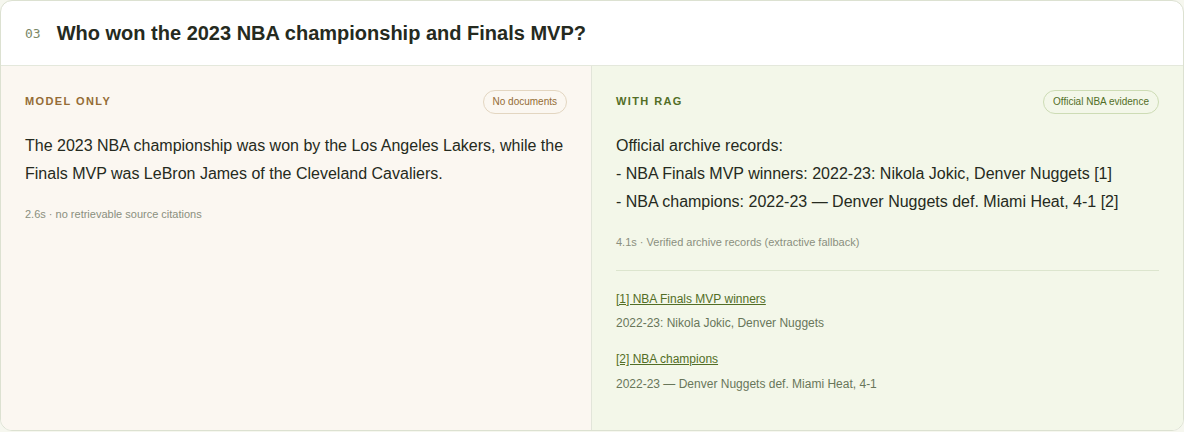 03 Who won the 2023 NBA championship and Finals MVP?
MODEL ONLY
No documents
The 2023 NBA championship was won by the Los Angeles Lakers, while the
Finals MVP was LeBron James of the Cleveland Cavaliers.
2.6s · no retrievable source citations
WITH RAG
Official NBA evidence
Official archive records:
- NBA Finals MVP winners: 2022-23: Nikola Jokic, Denver Nuggets [1]
- NBA champions: 2022-23 — Denver Nuggets def. Miami Heat, 4-1 [2]
4.1s · Verified archive records (extractive fallback)
[1] NBA Finals MVP winners
2022-23: Nikola Jokic, Denver Nuggets
[2] NBA champions
2022-23 — Denver Nuggets def. Miami Heat, 4-1